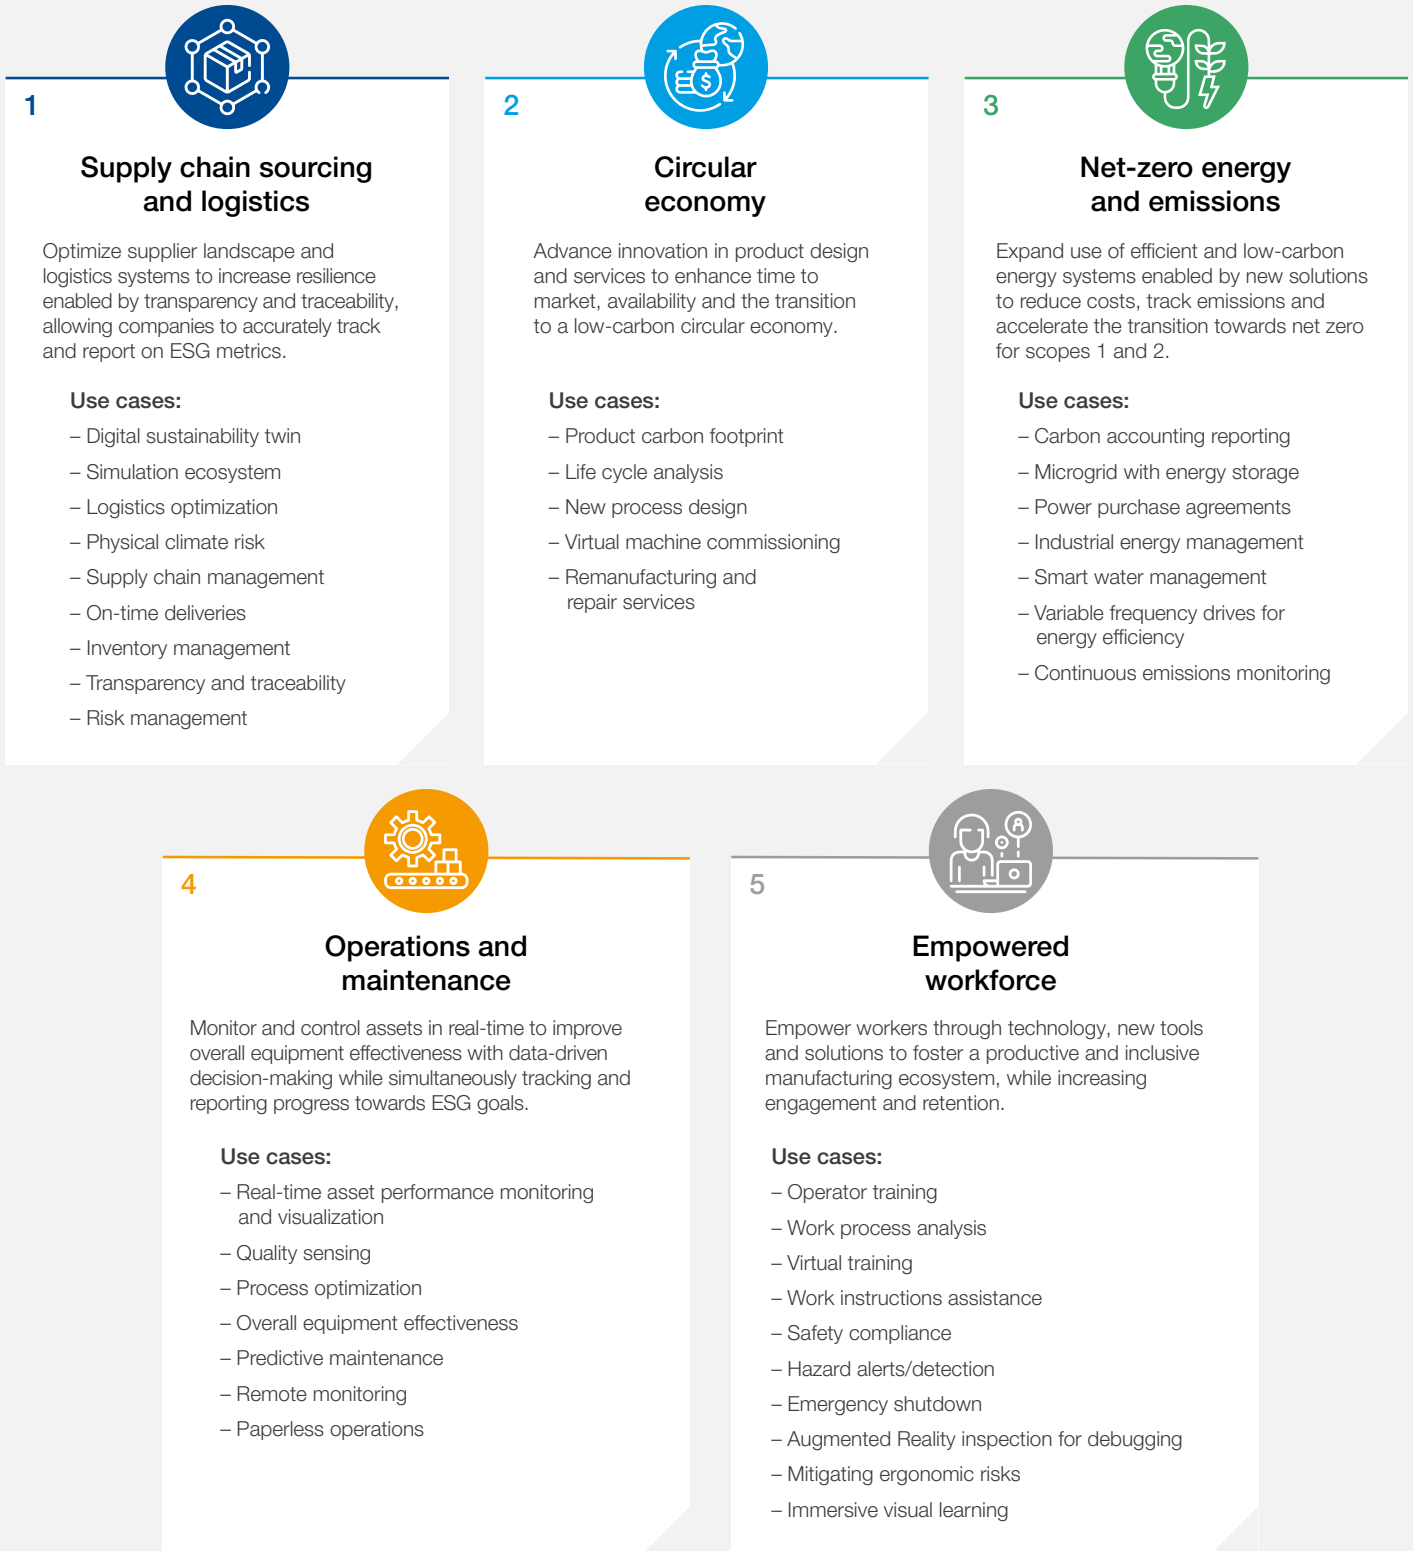 1
Supply chain sourcing
and logistics
Optimize supplier landscape and
logistics systems to increase resilience
enabled by transparency and traceability,
allowing companies to accurately track
and report on ESG metrics.
Use cases:
– Digital sustainability twin
– Simulation ecosystem
– Logistics optimization
– Physical climate risk
– Supply chain management
– On-time deliveries
– Inventory management
– Transparency and traceability
– Risk management
2
Circular
economy
Advance innovation in product design
and services to enhance time to
market, availability and the transition
to a low-carbon circular economy.
Use cases:
– Product carbon footprint
– Life cycle analysis
– New process design
– Virtual machine commissioning
– Remanufacturing and
repair services
3
Net-zero energy
and emissions
Expand use of efficient and low-carbon
energy systems enabled by new solutions
to reduce costs, track emissions and
accelerate the transition towards net zero
for scopes 1 and 2.
Use cases:
– Carbon accounting reporting
– Microgrid with energy storage
– Power purchase agreements
– Industrial energy management
– Smart water management
– Variable frequency drives for
energy efficiency
– Continuous emissions monitoring
4
Operations and
maintenance
Monitor and control assets in real-time to improve
overall equipment effectiveness with data-driven
decision-making while simultaneously tracking and
reporting progress towards ESG goals.
Use cases:
– Real-time asset performance monitoring
and visualization
– Quality sensing
– Process optimization
– Overall equipment effectiveness
– Predictive maintenance
– Remote monitoring
– Paperless operations
5
Empowered
workforce
Empower workers through technology, new tools
and solutions to foster a productive and inclusive
manufacturing ecosystem, while increasing
engagement and retention.
Use cases:
– Operator training
– Work process analysis
– Virtual training
– Work instructions assistance
– Safety compliance
– Hazard alerts/detection
– Emergency shutdown
– Augmented Reality inspection for debugging
– Mitigating ergonomic risks
– Immersive visual learning